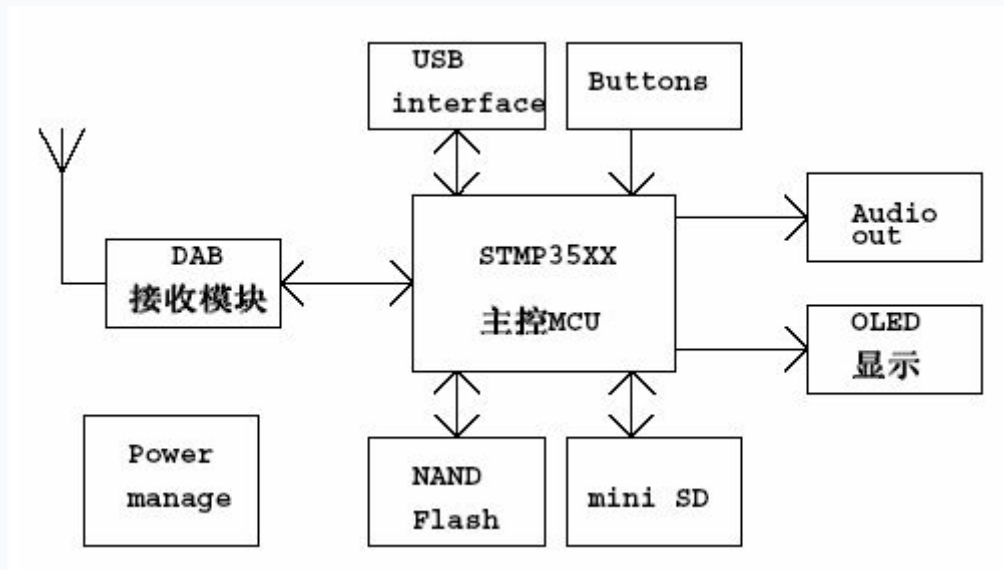 USB
interface
Buttons
Audio
out
DAB
接收模块
STMP35XX
主控MCU
OLED
显示
Power
manage
NAND
Flash
mini SD